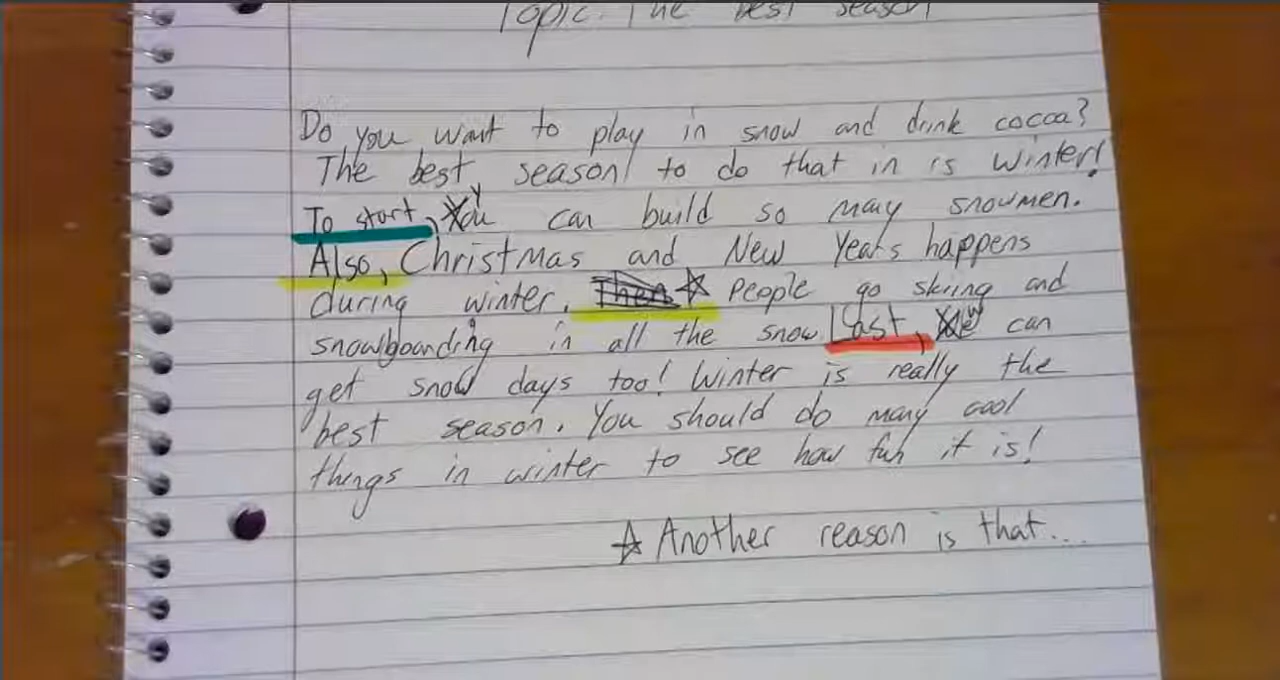 Topic: The best season
Do you want to play in snow and drink cocoa?
The best season to do that in is winter!
To start, you can build so many snowmen.
Also, Christmas and New Years happens
during winter. Then ☆ People go skiing and
snowboarding in all the snow. Last, we can
get snow days too! Winter is really the
best season. You should do many cool
things in winter to see how fun it is!
☆ Another reason is that...